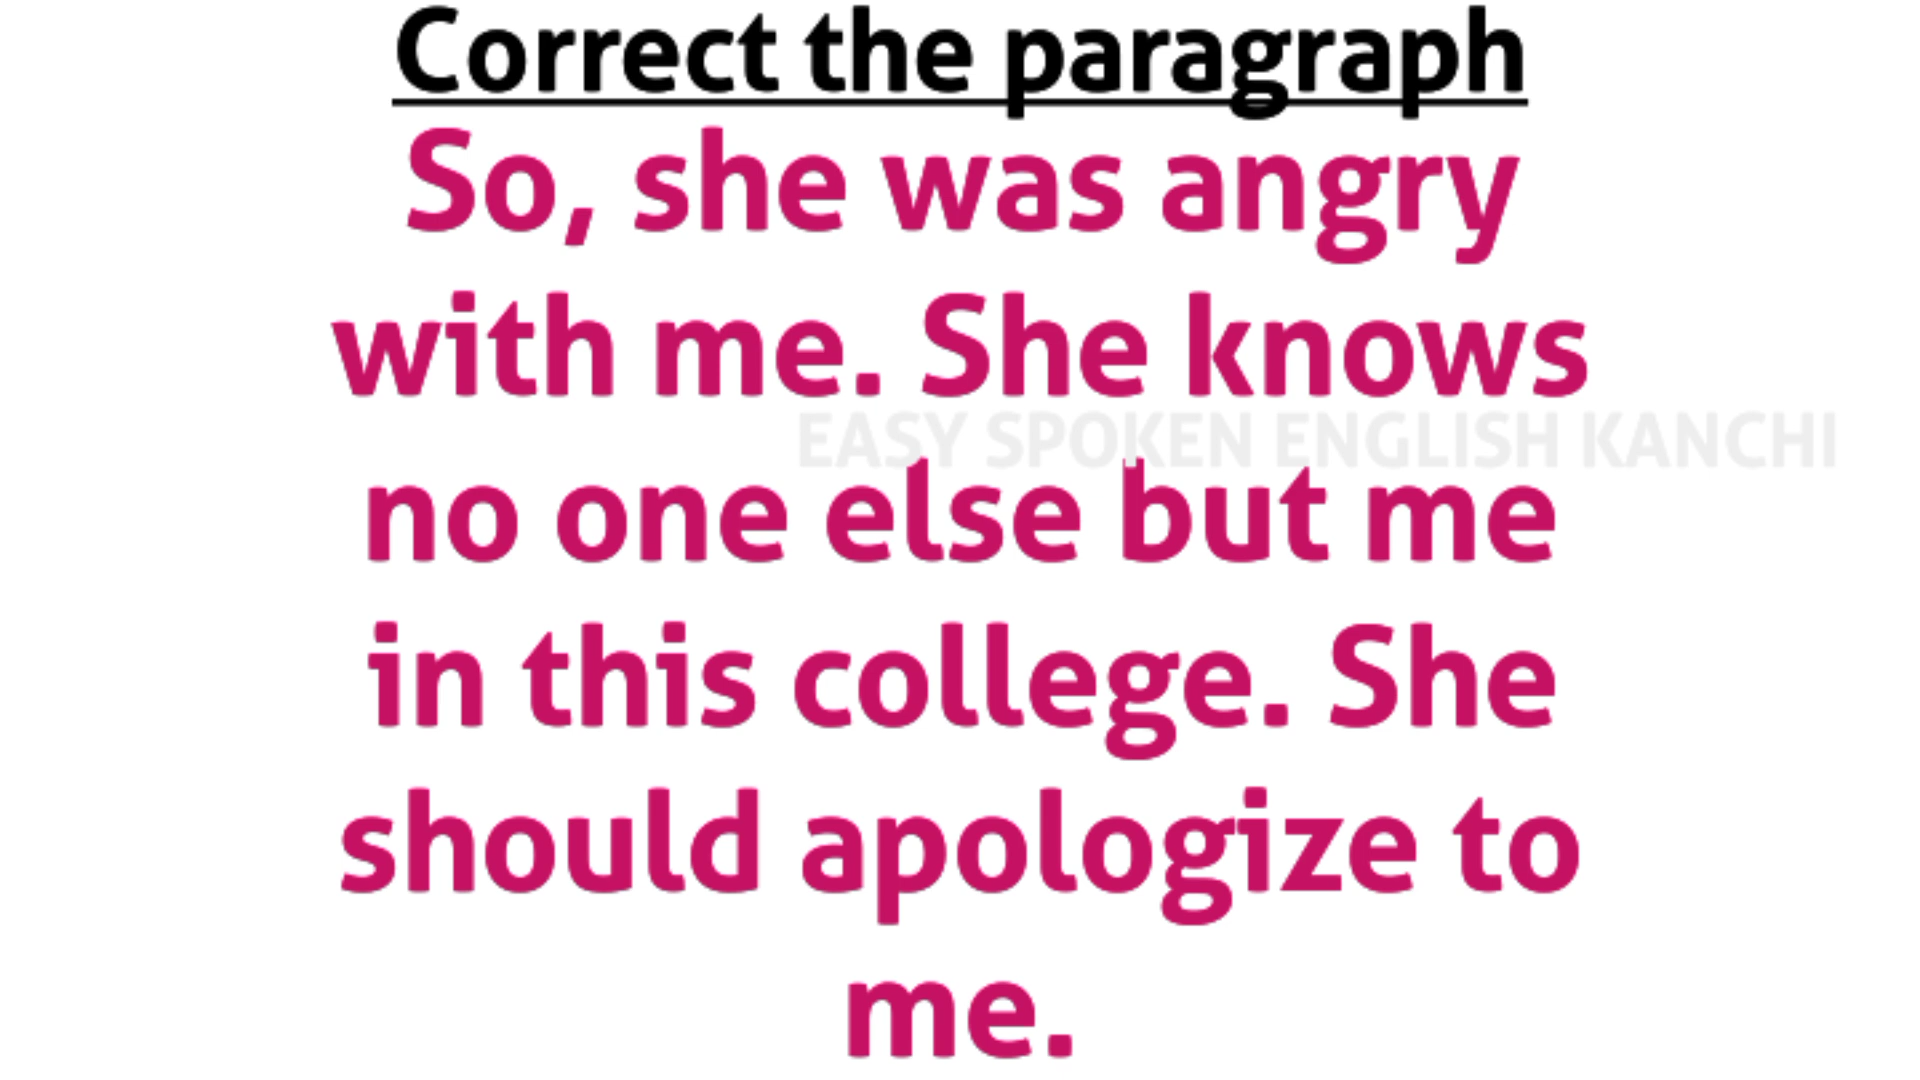 Correct the paragraph
So, she was angry
with me. She knows
EASY SPOKEN ENGLISH KANCHI
no one else but me
in this college. She
should apologize to
me.